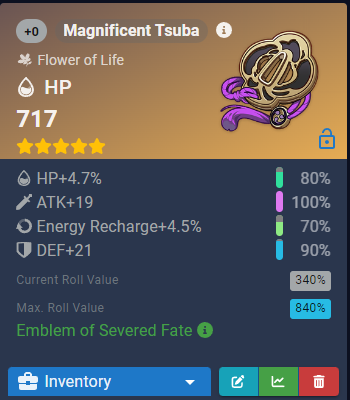 +0 Magnificent Tsuba
Flower of Life
HP
717
HP+4.7% 80%
ATK+19 100%
Energy Recharge+4.5% 70%
DEF+21 90%
Current Roll Value 340%
Max. Roll Value 840%
Emblem of Severed Fate
Inventory